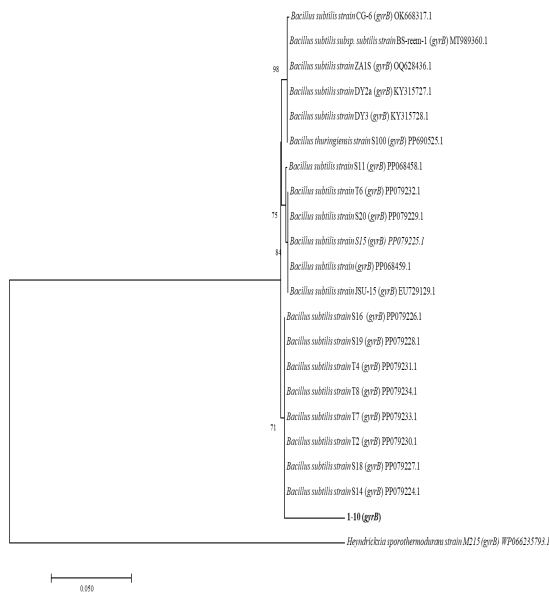 Bacillus subtilis strain CG-6 (gyrB) OK668317.1
Bacillus subtilis subsp. subtilis strain BS-reem-1 (gyrB) MT989360.1
98
Bacillus subtilis strain ZA1S (gyrB) OQ628436.1
Bacillus subtilis strain DY2a (gyrB) KY315727.1
Bacillus subtilis strain DY3 (gyrB) KY315728.1
Bacillus thuringiensis strain S100 (gyrB) PP690525.1
Bacillus subtilis strain S11 (gyrB) PP068458.1
Bacillus subtilis strain T6 (gyrB) PP079232.1
75
Bacillus subtilis strain S20 (gyrB) PP079229.1
Bacillus subtilis strain S15 (gyrB) PP079225.1
84
Bacillus subtilis strain (gyrB) PP068459.1
Bacillus subtilis strain JSU-15 (gyrB) EU729129.1
Bacillus subtilis strain S16 (gyrB) PP079226.1
Bacillus subtilis strain S19 (gyrB) PP079228.1
Bacillus subtilis strain T4 (gyrB) PP079231.1
Bacillus subtilis strain T8 (gyrB) PP079234.1
Bacillus subtilis strain T7 (gyrB) PP079233.1
71
Bacillus subtilis strain T2 (gyrB) PP079230.1
Bacillus subtilis strain S18 (gyrB) PP079227.1
Bacillus subtilis strain S14 (gyrB) PP079224.1
1-10 (gyrB)
Heyndrickxia sporothermodurans strain M215 (gyrB) WP066235793.1
0.050